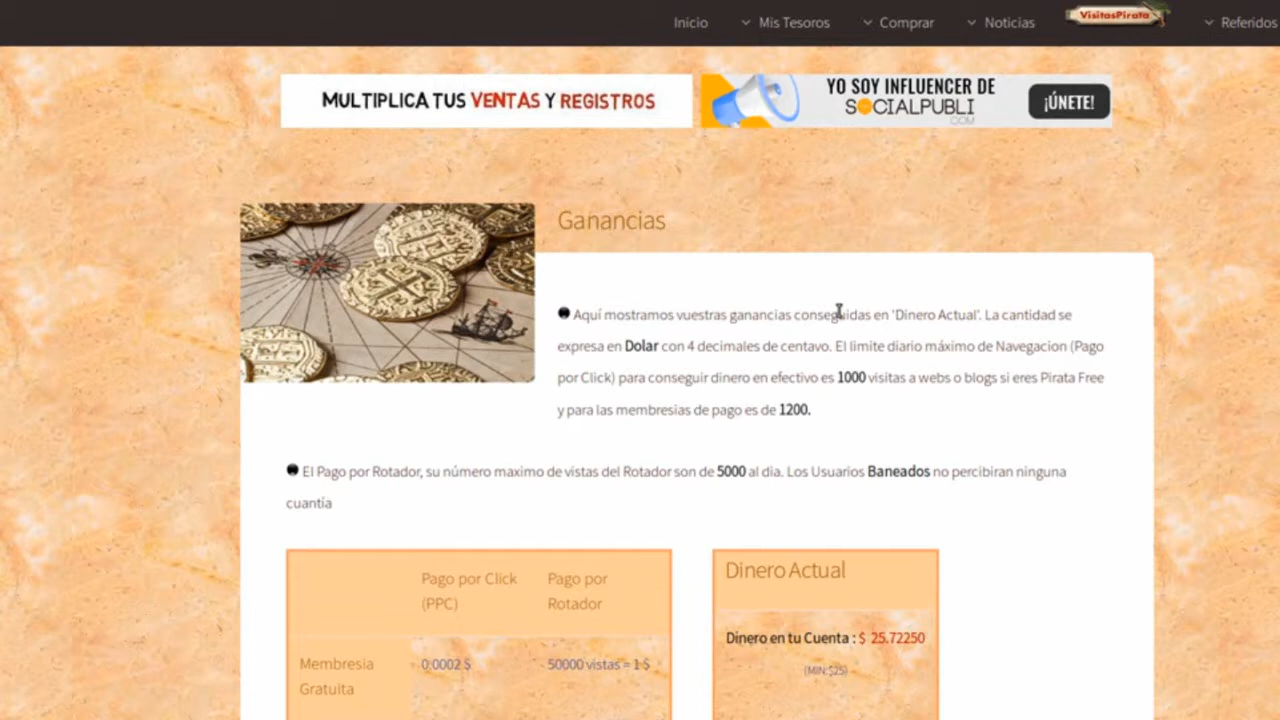 Inicio
Mis Tesoros
Comprar
Noticias
VisitasPirata
Referidos
MULTIPLICA TUS VENTAS Y REGISTROS
YO SOY INFLUENCER DE
SOCIALPUBLI
.COM
¡ÚNETE!
Ganancias
Aquí mostramos vuestras ganancias conseguidas en 'Dinero Actual'. La cantidad se
expresa en Dolar con 4 decimales de centavo. El limite diario máximo de Navegacion (Pago
por Click) para conseguir dinero en efectivo es 1000 visitas a webs o blogs si eres Pirata Free
y para las membresias de pago es de 1200.
El Pago por Rotador, su número maximo de vistas del Rotador son de 5000 al dia. Los Usuarios Baneados no percibiran ninguna
cuantía
Pago por Click
(PPC)
Pago por
Rotador
Membresia
Gratuita
0.0002 $
50000 vistas = 1 $
Dinero Actual
Dinero en tu Cuenta : $ 25.72250
(MIN:$25)